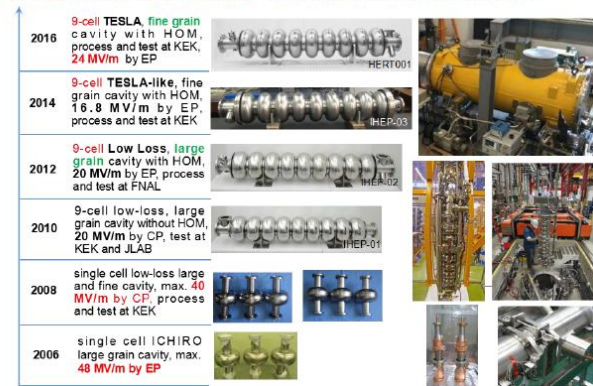 2016
9-cell TESLA, fine grain
cavity with HOM,
process and test at KEK,
24 MV/m by EP
HERT001
2014
9-cell TESLA-like, fine
grain cavity with HOM,
16.8 MV/m by EP,
process and test at KEK
IHEP-03
2012
9-cell Low Loss, large
grain cavity with HOM,
20 MV/m by EP, process
and test at FNAL
IHEP-02
2010
9-cell low-loss, large
grain cavity without HOM,
20 MV/m by CP, test at
KEK and JLAB
IHEP-01
2008
single cell low-loss large
and fine cavity, max. 40
MV/m by CP, process
and test at KEK
2006
single cell ICHIRO
large grain cavity, max.
48 MV/m by EP